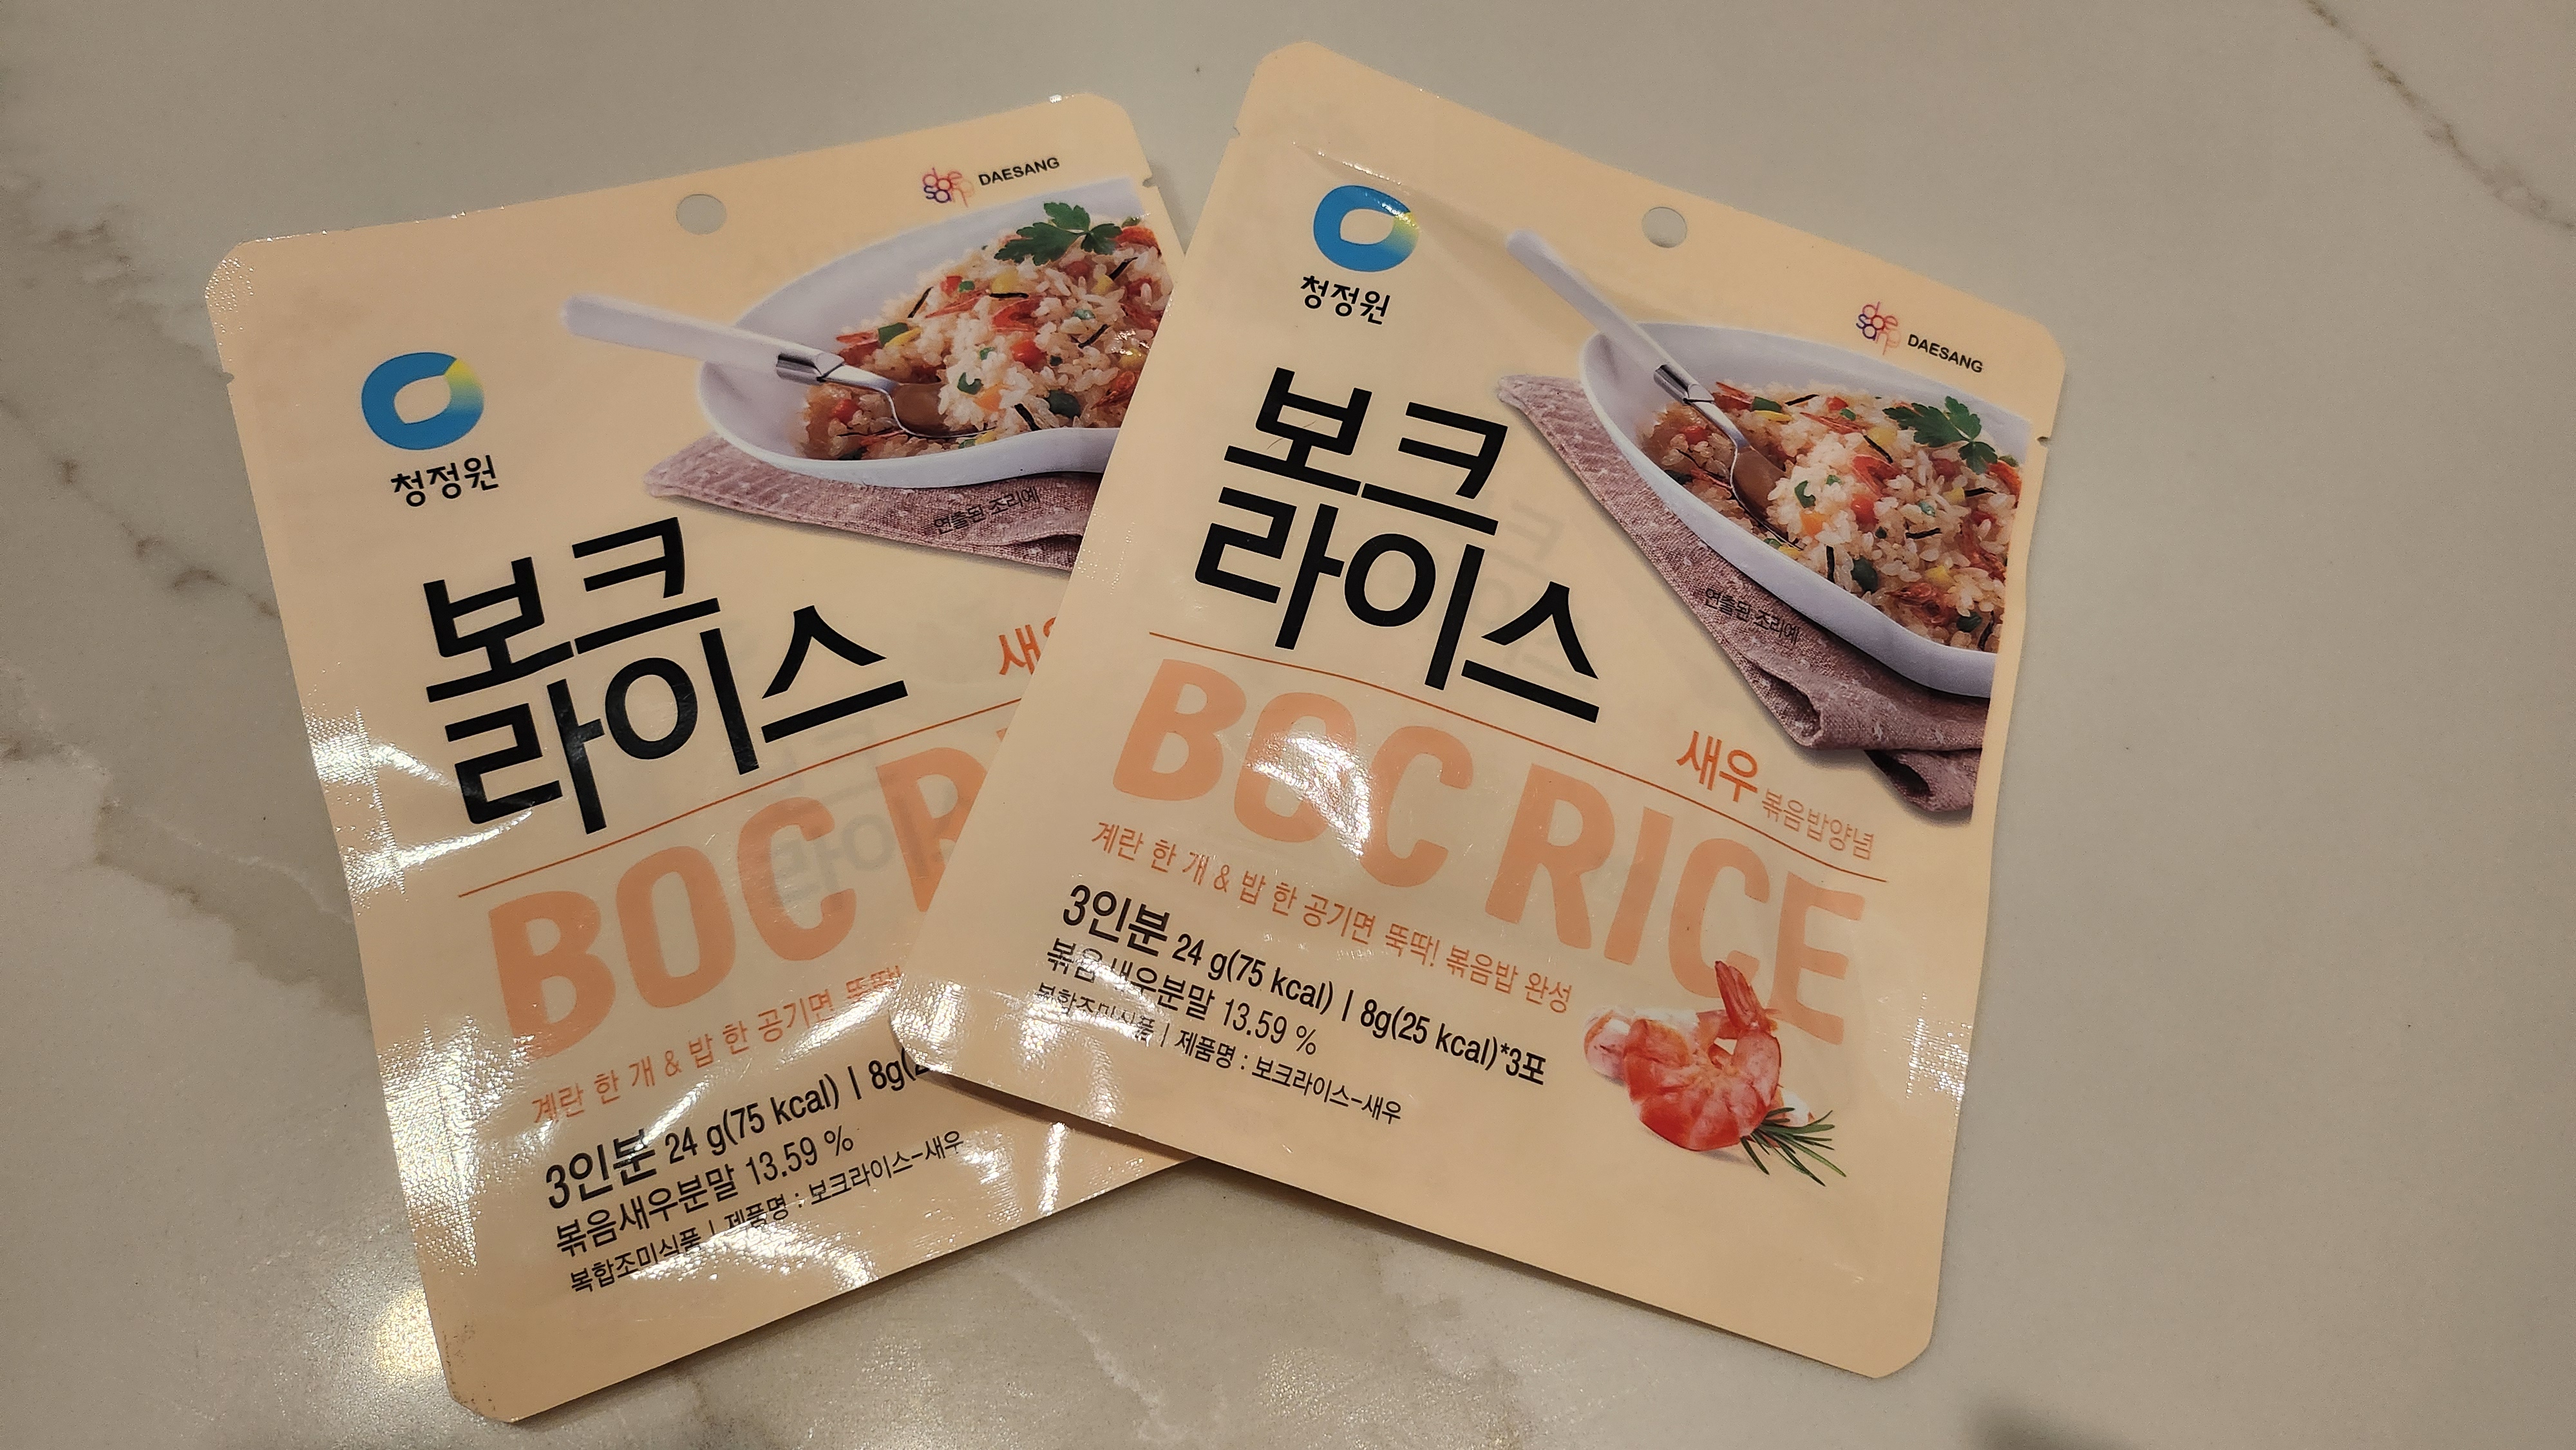 DAESANG
청정원
연출된 조리예
보크
라이스
새우
BOC R
계란 한 개 & 밥 한 공기면 뚝딱!
3인분 24 g(75 kcal) | 8g(
볶음새우분말 13.59 %
복합조미식품 | 제품명 : 보크라이스-새우
청정원
DAESANG
보크
라이스
연출된 조리예
새우 볶음밥양념
BOC RICE
계란 한 개 & 밥 한 공기면 뚝딱! 볶음밥 완성
3인분 24 g(75 kcal) | 8g(25 kcal)*3포
볶음새우분말 13.59 %
복합조미식품 | 제품명 : 보크라이스-새우